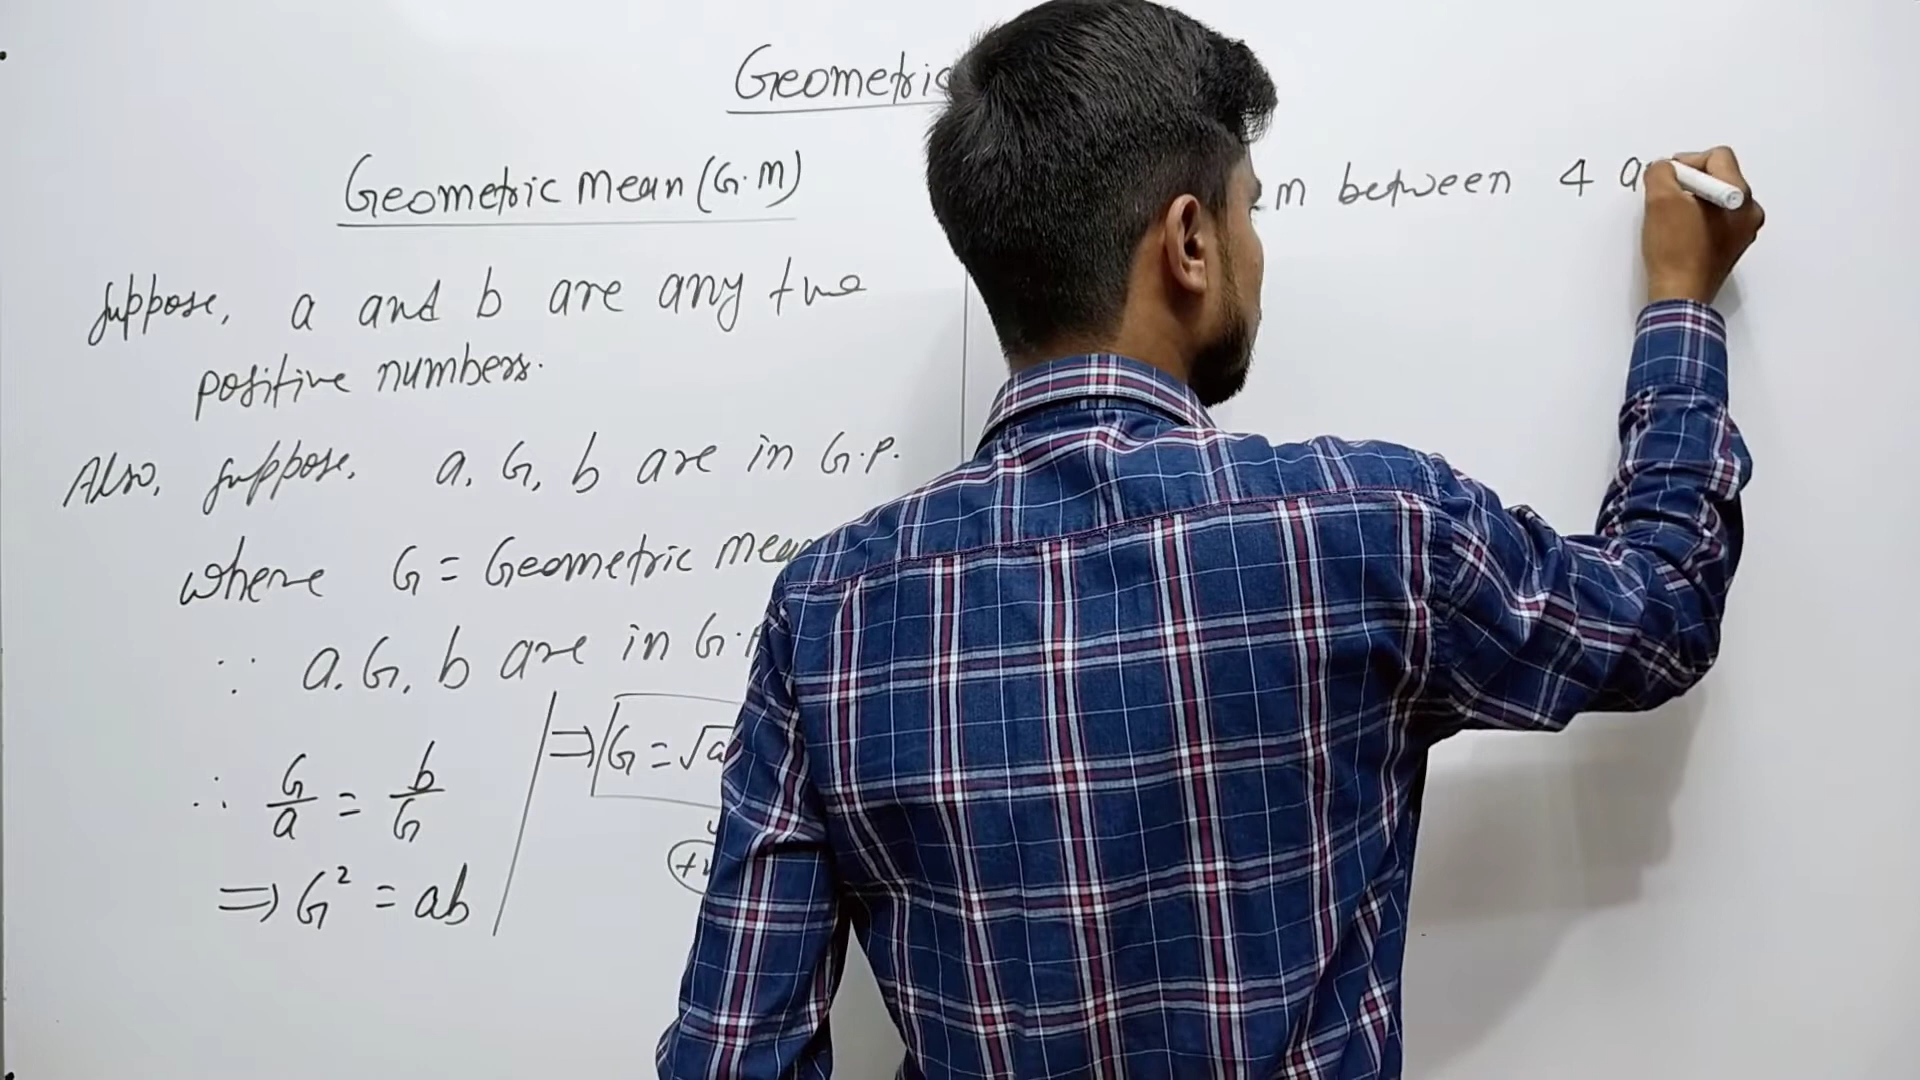 Geometric
Geometric Mean (G.M)
Suppose, a and b are any two
positive numbers.
Also, suppose, a, G, b are in G.P.
where G = Geometric mean
∵ a, G, b are in G.P
∴ G/a = b/G
⇒ G² = ab
⇒ G = √a
m between 4 a